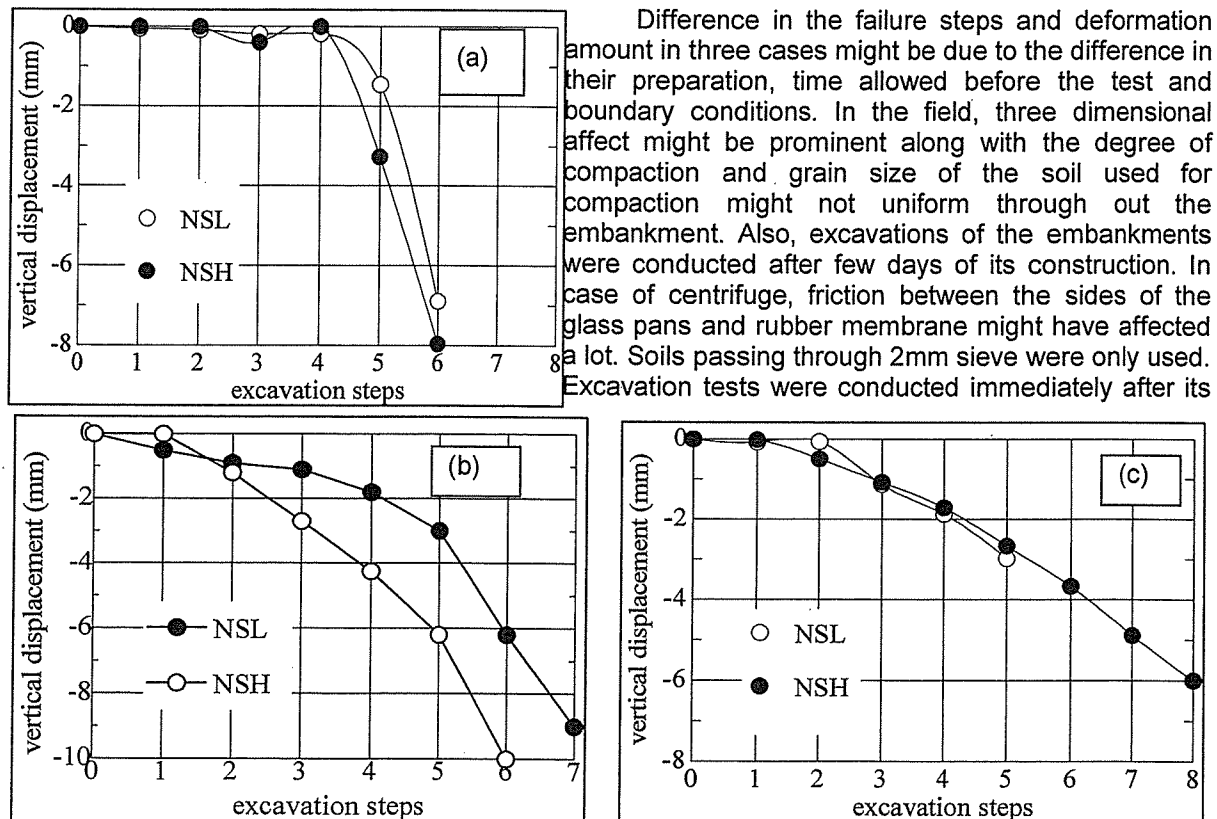 0
-2
-4
-6
-8
0
1
2
3
4
5
6
7
8
vertical displacement (mm)
excavation steps
(a)
NSL
NSH
Difference in the failure steps and deformation
amount in three cases might be due to the difference in
their preparation, time allowed before the test and
boundary conditions. In the field, three dimensional
affect might be prominent along with the degree of
compaction and grain size of the soil used for
compaction might not uniform through out the
embankment. Also, excavations of the embankments
were conducted after few days of its construction. In
case of centrifuge, friction between the sides of the
glass pans and rubber membrane might have affected
a lot. Soils passing through 2mm sieve were only used.
Excavation tests were conducted immediately after its
0
-2
-4
-6
-8
-10
0
1
2
3
4
5
6
7
vertical displacement (mm)
excavation steps
(b)
NSL
NSH
0
-2
-4
-6
-8
0
1
2
3
4
5
6
7
8
vertical displacement (mm)
excavation steps
(c)
NSL
NSH